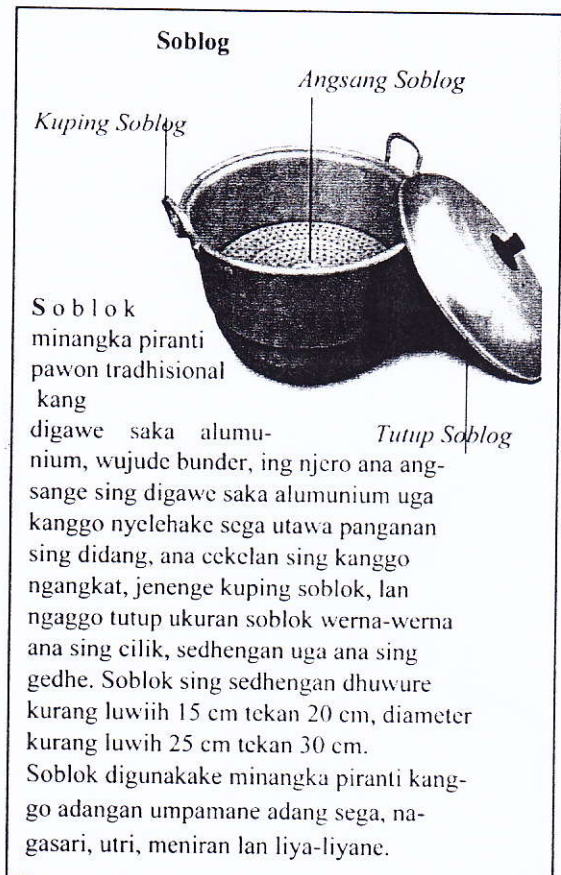 Soblog
Angsang Soblog
Kuping Soblog
Soblok
minangka piranti
pawon tradhisional
kang
digawe saka alumu-
Tutup Soblog
nium, wujude bunder, ing njero ana ang-
sange sing digawe saka alumunium uga
kanggo nyelehake sega utawa panganan
sing didang, ana cekelan sing kanggo
ngangkat, jenenge kuping soblok, lan
ngaggo tutup ukuran soblok werna-werna
ana sing cilik, sedhengan uga ana sing
gedhe. Soblok sing sedhengan dhuwure
kurang luwiih 15 cm tekan 20 cm, diameter
kurang luwih 25 cm tekan 30 cm.
Soblok digunakake minangka piranti kang-
go adangan umpamane adang sega, na-
gasari, utri, meniran lan liya-liyane.